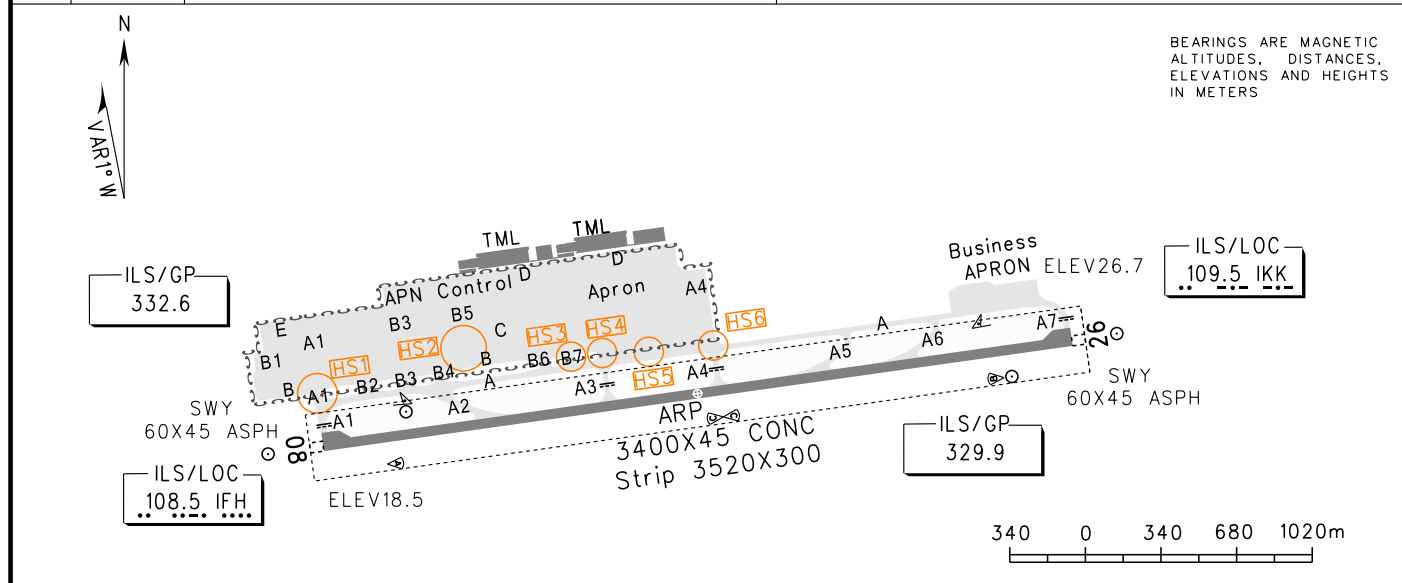 N
VAR1° W
BEARINGS ARE MAGNETIC
ALTITUDES, DISTANCES,
ELEVATIONS AND HEIGHTS
IN METERS
ILS/GP
332.6
TML
TML
D
D
APN Control
Apron
Business
APRON
ELEV26.7
ILS/LOC
109.5 IKK
E
A1
B1
B3
B5
C
A4
HS1
HS2
HS3
HS4
HS5
HS6
B
A1
B2
B3
B4
B
B6
B7
A
A
A1
A2
A3
A4
A5
A6
A7
26
08
SWY
60X45 ASPH
SWY
60X45 ASPH
ARP
3400X45 CONC
Strip 3520X300
ILS/GP
329.9
ILS/LOC
108.5 IFH
ELEV18.5
340 0 340 680 1020m